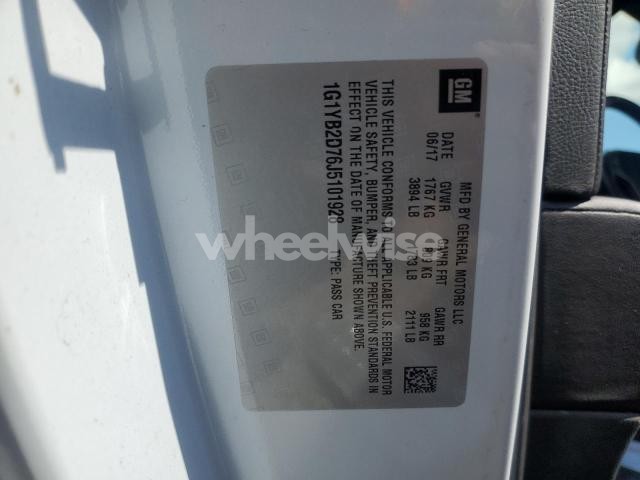 GM
MFD BY GENERAL MOTORS LLC
DATE GVWR GAWR FRT GAWR RR
06/17 1767 KG KG 958 KG
3894 LB LB 2111 LB
THIS VEHICLE CONFORMS TO ALL APPLICABLE U.S. FEDERAL MOTOR
VEHICLE SAFETY, BUMPER, AND THEFT PREVENTION STANDARDS IN
EFFECT ON THE DATE OF MANUFACTURE SHOWN ABOVE.
1G1YB2D76J5101928 TYPE: PASS CAR
wheelwise